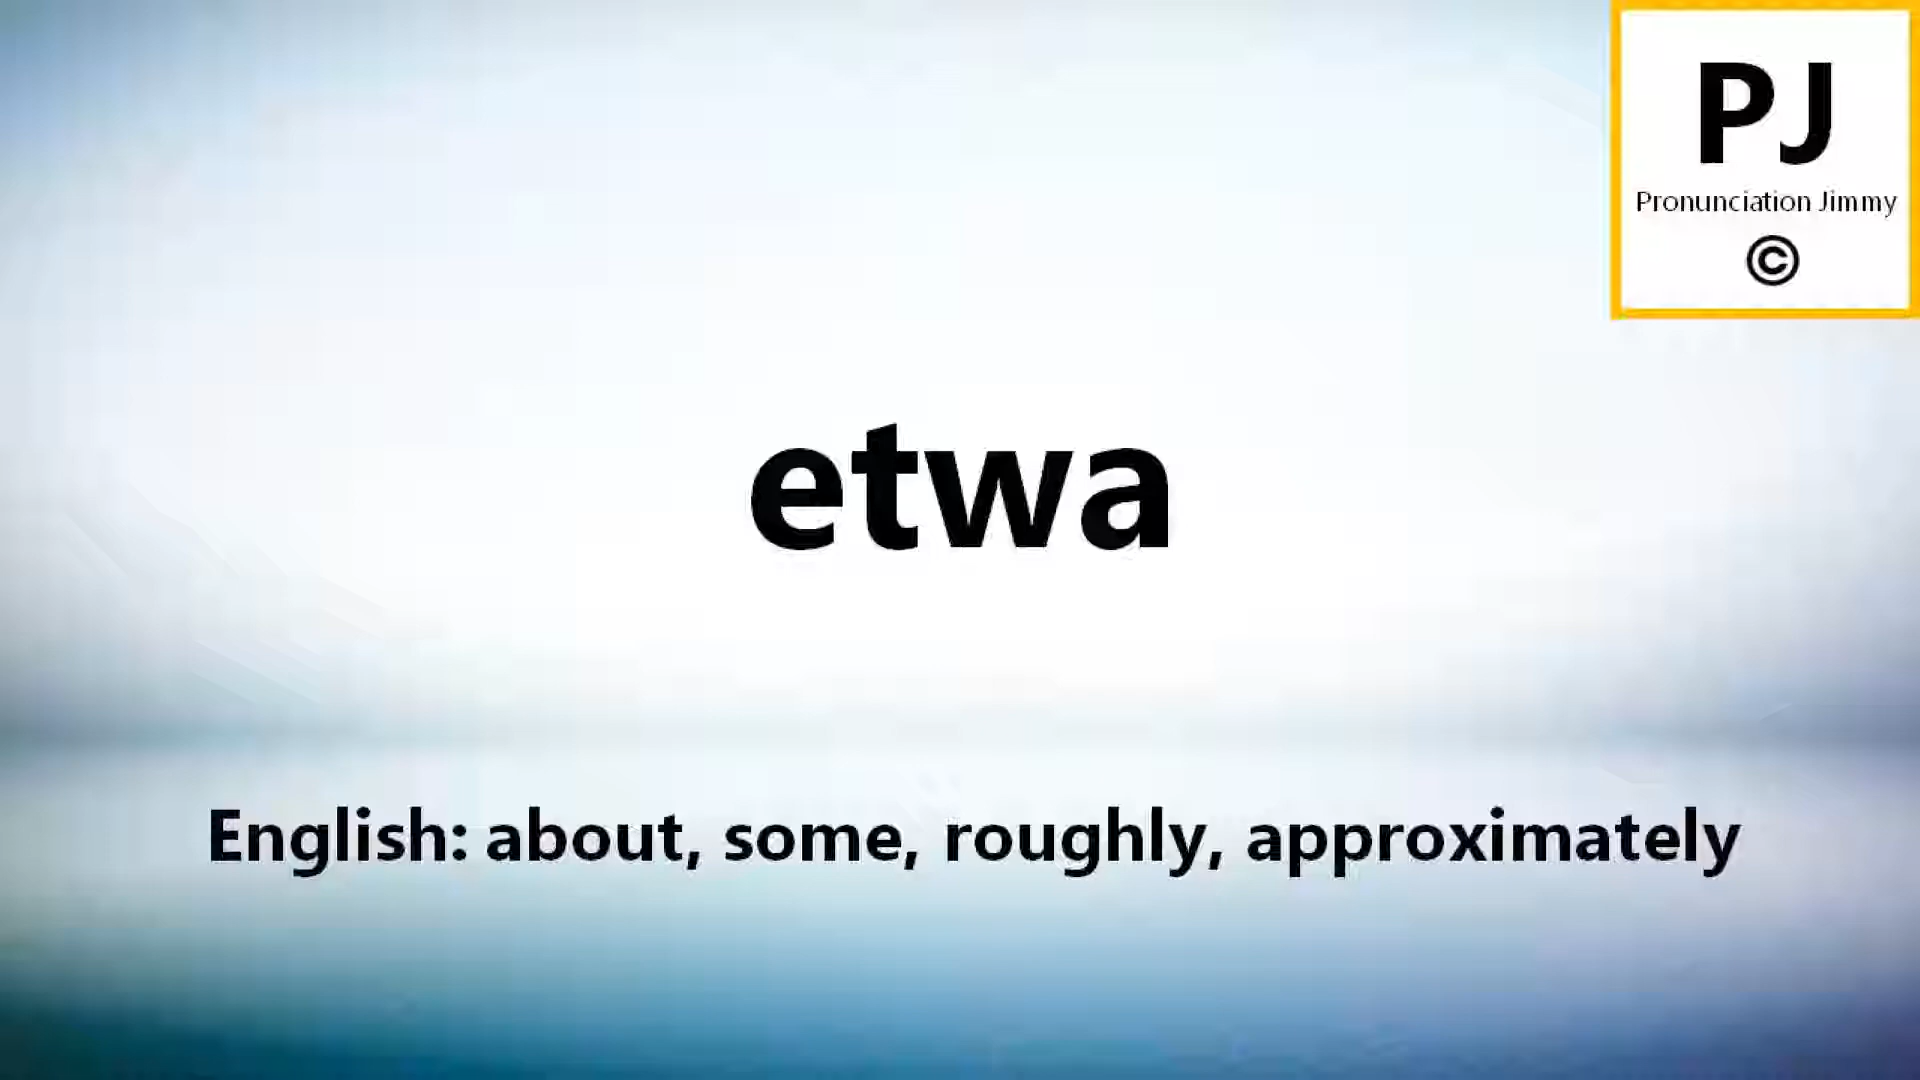 PJ
Pronunciation Jimmy
©
etwa
English: about, some, roughly, approximately